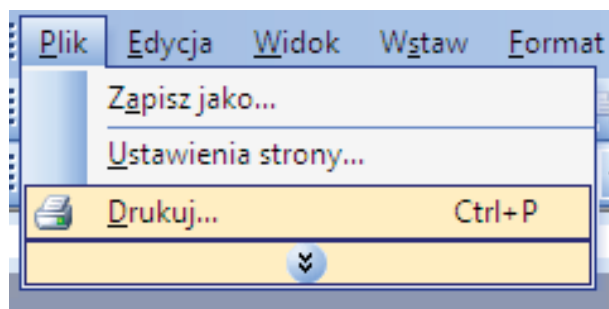 Plik Edycja Widok Wstaw Format
Zapisz jako...
Ustawienia strony...
Drukuj... Ctrl+P